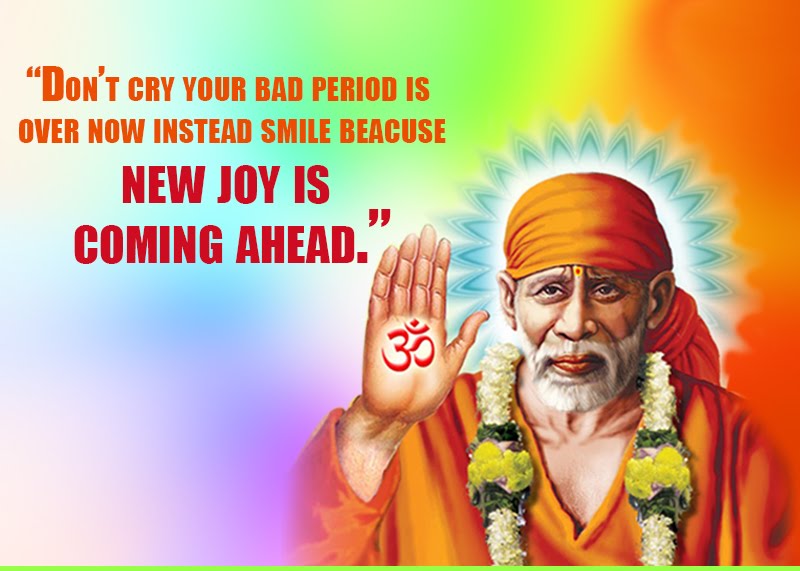 “Don’t cry your bad period is
over now instead smile beacuse
NEW JOY IS
COMING AHEAD.”
ॐ